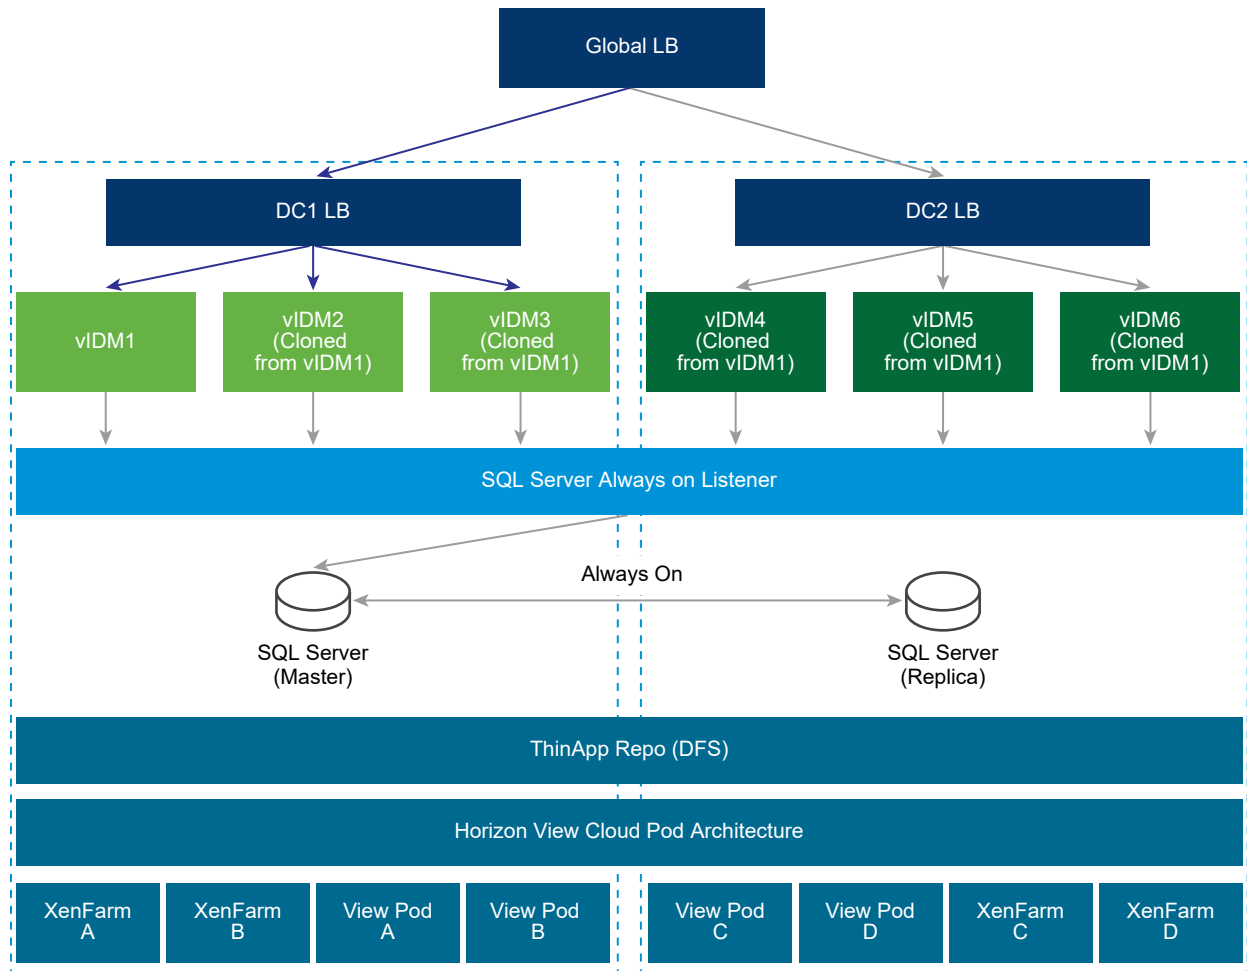 Global LB
DC1 LB
DC2 LB
vIDM1
vIDM2
(Cloned
from vIDM1)
vIDM3
(Cloned
from vIDM1)
vIDM4
(Cloned
from vIDM1)
vIDM5
(Cloned
from vIDM1)
vIDM6
(Cloned
from vIDM1)
SQL Server Always on Listener
Always On
SQL Server
(Master)
SQL Server
(Replica)
ThinApp Repo (DFS)
Horizon View Cloud Pod Architecture
XenFarm
A
XenFarm
B
View Pod
A
View Pod
B
View Pod
C
View Pod
D
XenFarm
C
XenFarm
D